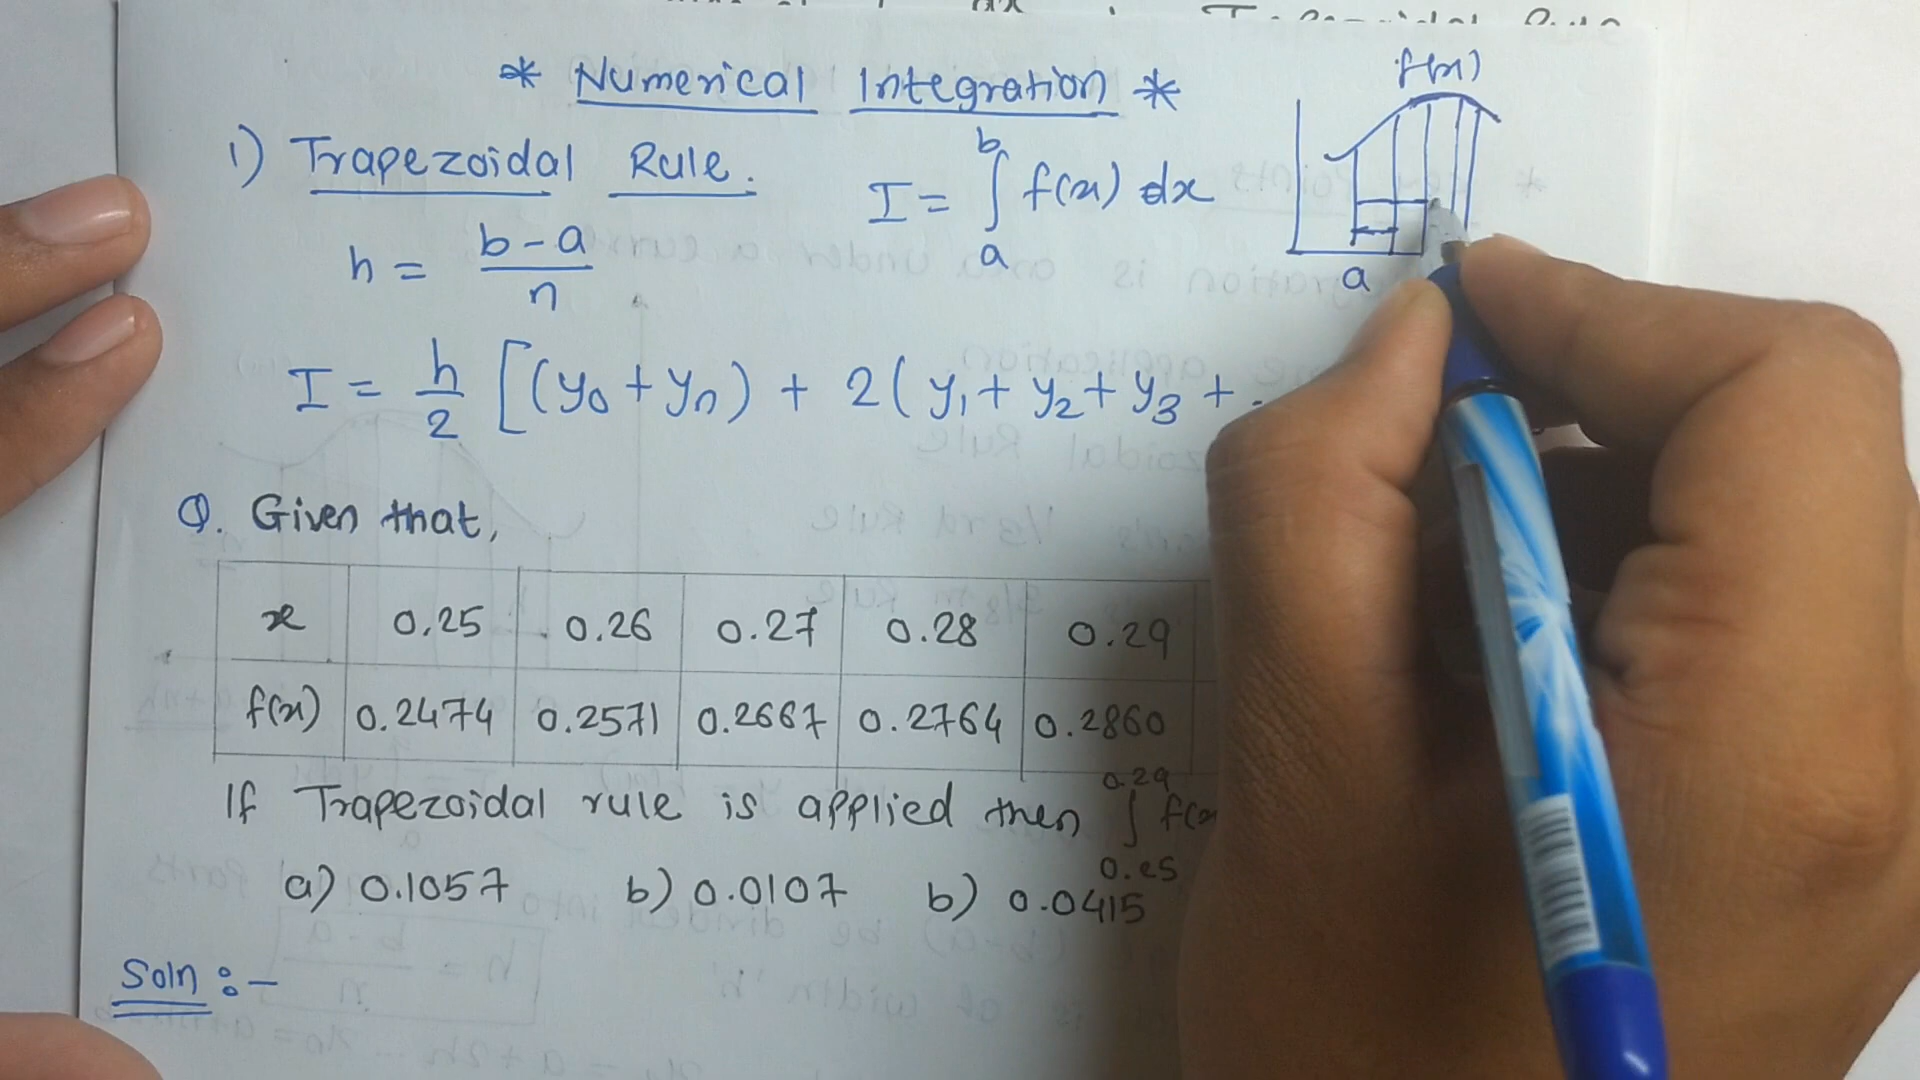 * Numerical Integration *
f(x)
1) Trapezoidal Rule.
I = ∫ₐᵇ f(x) dx
h = b-a / n
a
I = h/2 [(y₀ + yₙ) + 2(y₁ + y₂ + y₃ + .
Q. Given that,
x 0.25 0.26 0.27 0.28 0.29
f(x) 0.2474 0.2571 0.2667 0.2764 0.2860
0.29
If Trapezoidal rule is applied then ∫ f(x
0.25
a) 0.1057 b) 0.0107 b) 0.0415
Soln :-